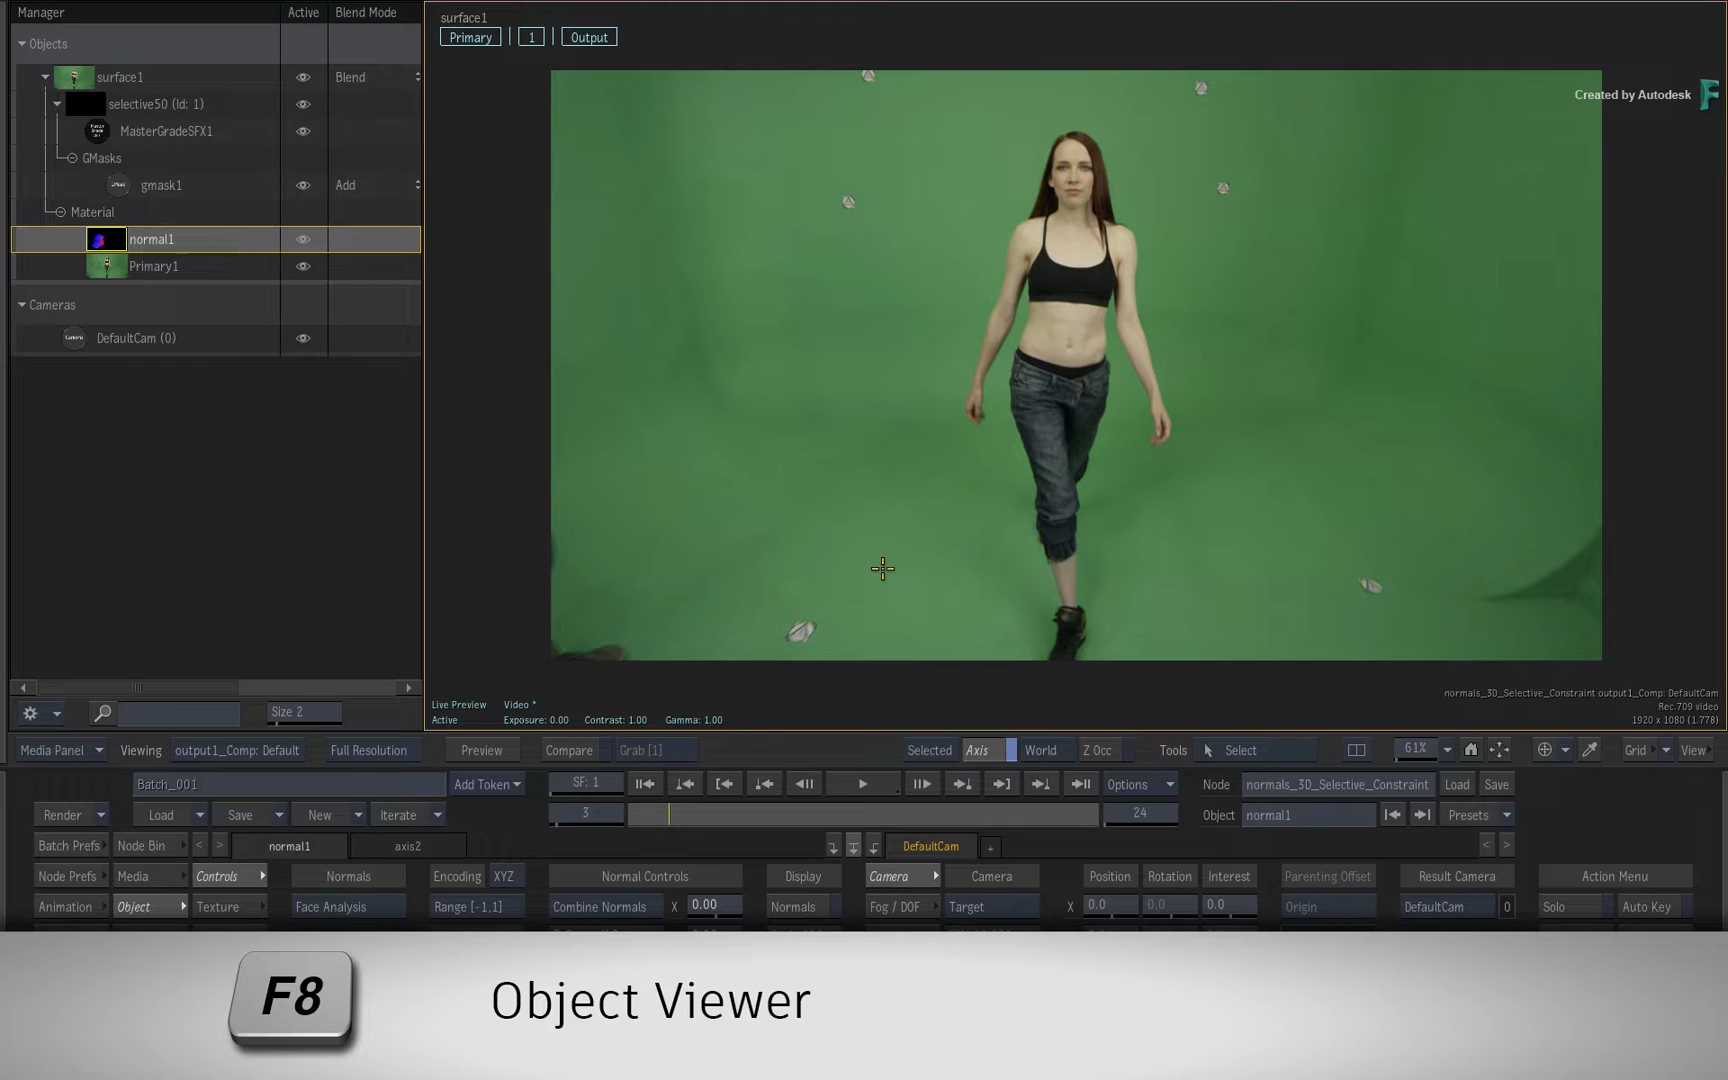 Manager Active Blend Mode
Objects
surface1 Blend
selective50 (Id: 1)
MasterGradeSFX1
GMasks
gmask1 Add
Material
normal1
Primary1
Cameras
DefaultCam (0)
Size 2
surface1
Primary 1 Output
Created by Autodesk
normals_3D_Selective_Constraint output1_Comp: DefaultCam
Rec.709 video
1920 x 1080 (1.778)
Live Preview Video *
Active Exposure: 0.00 Contrast: 1.00 Gamma: 1.00
Media Panel Viewing output1_Comp: Default Full Resolution Preview Compare Grab [1] Selected Axis World Z Occ Tools Select 61% Grid View
Batch_001 Add Token SF: 1 Options Node normals_3D_Selective_Constraint Load Save
Render Load Save New Iterate 3 24 Object normal1 Presets
Batch Prefs Node Bin < > normal1 axis2 DefaultCam + < >
Node Prefs Media Controls Normals Encoding XYZ Normal Controls Display Camera Camera Position Rotation Interest Parenting Offset Result Camera Action Menu
Animation Object Texture Face Analysis Range [-1,1] Combine Normals X 0.00 Normals Fog / DOF Target X 0.0 0.0 0.0 Origin DefaultCam 0 Solo Auto Key
F8 Object Viewer